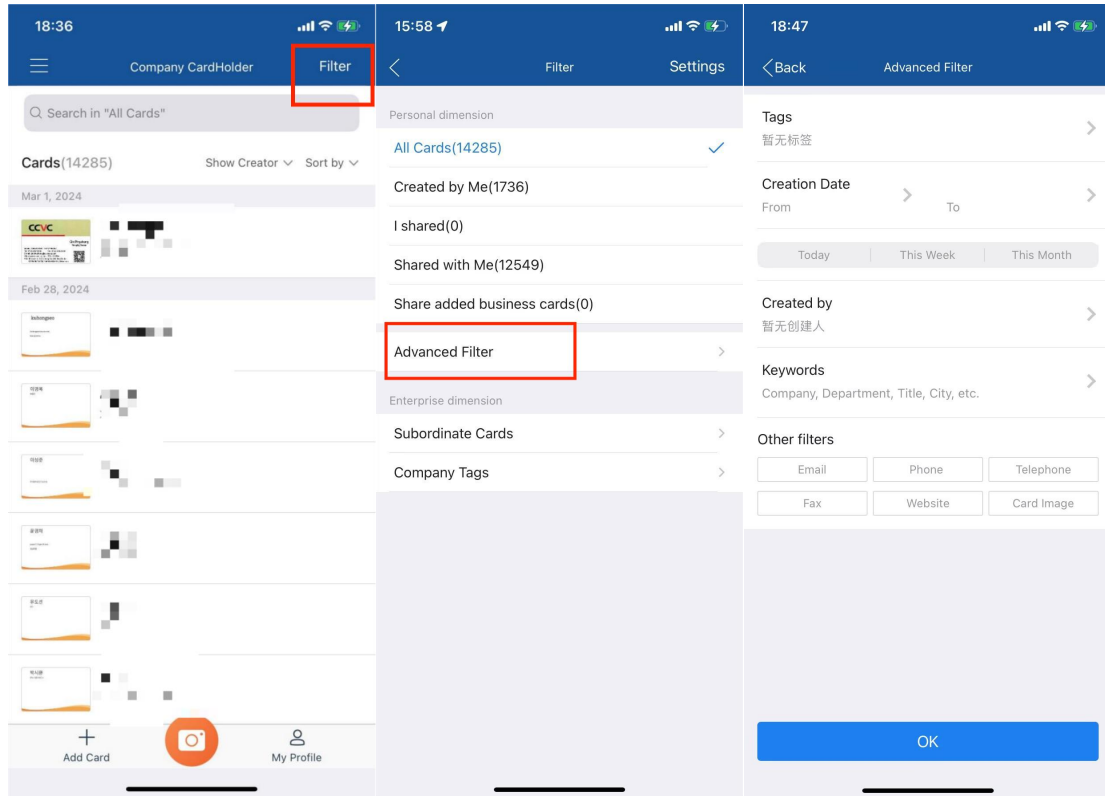 18:36
Company CardHolder
Filter
Search in "All Cards"
Cards(14285)
Show Creator
Sort by
Mar 1, 2024
CCVC
Feb 28, 2024
Add Card
My Profile
15:58
Filter
Settings
Personal dimension
All Cards(14285)
Created by Me(1736)
I shared(0)
Shared with Me(12549)
Share added business cards(0)
Advanced Filter
Enterprise dimension
Subordinate Cards
Company Tags
18:47
Back
Advanced Filter
Tags
暂无标签
Creation Date
From
To
Today
This Week
This Month
Created by
暂无创建人
Keywords
Company, Department, Title, City, etc.
Other filters
Email
Phone
Telephone
Fax
Website
Card Image
OK